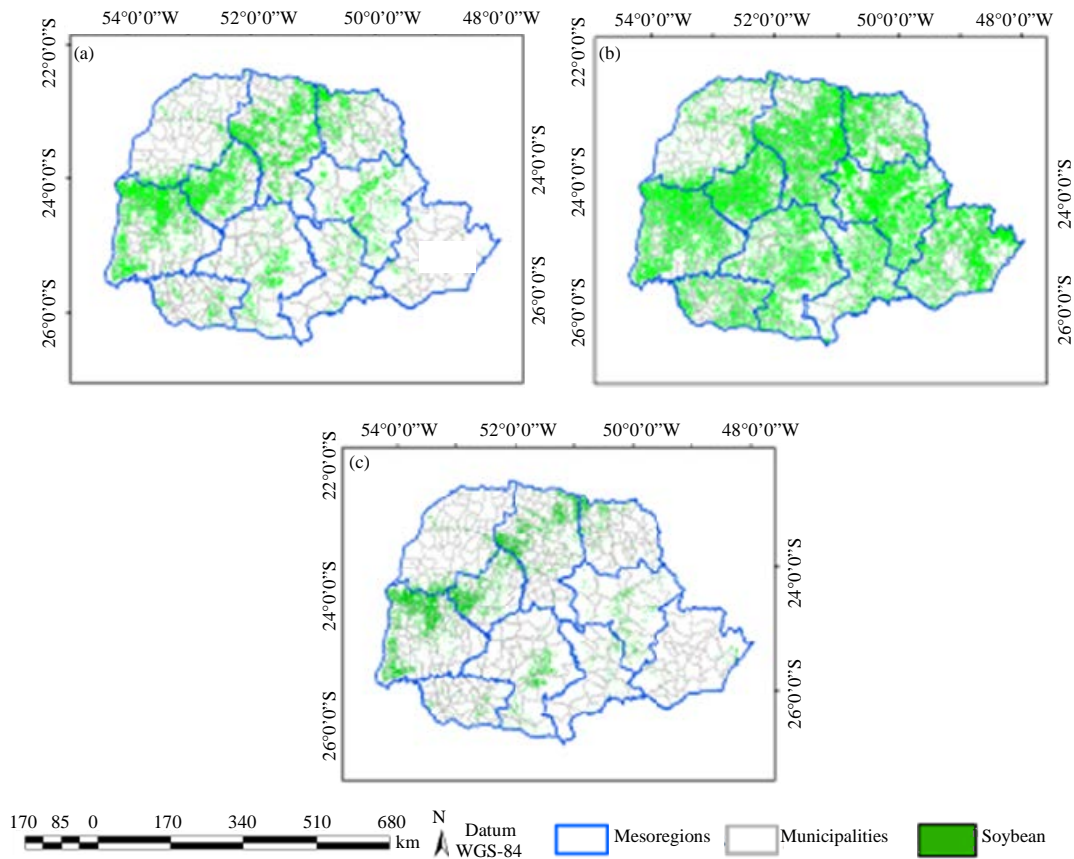 54°0'0”W 52°0'0”W 50°0'0”W 48°0'0”W
54°0'0”W 52°0'0”W 50°0'0”W 48°0'0”W
(a)
(b)
22°0'0”S
24°0'0”S
26°0'0”S
24°0'0”S
26°0'0”S
22°0'0”S
24°0'0”S
26°0'0”S
24°0'0”S
26°0'0”S
54°0'0”W 52°0'0”W 50°0'0”W 48°0'0”W
(c)
22°0'0”S
24°0'0”S
26°0'0”S
24°0'0”S
26°0'0”S
170 85 0 170 340 510 680
km
N
Datum
WGS-84
Mesoregions
Municipalities
Soybean